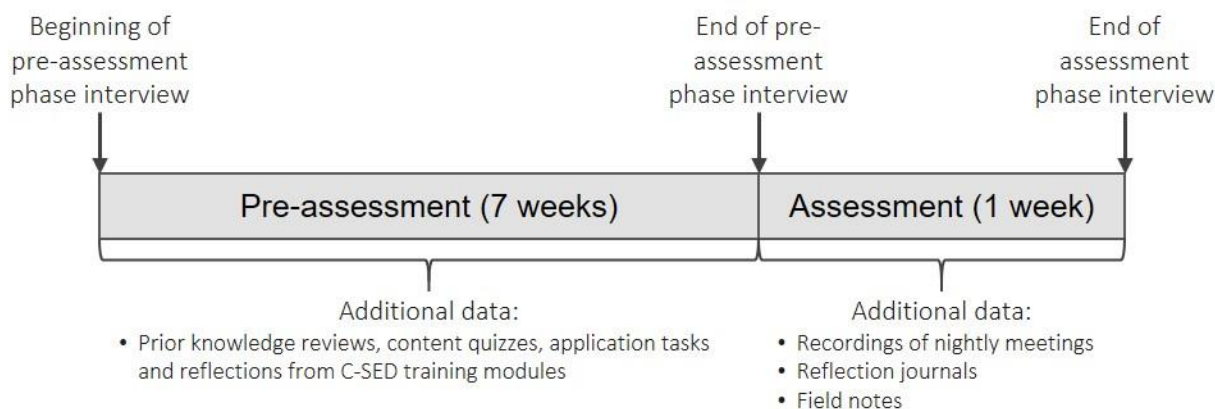 Beginning of
pre-assessment
phase interview
End of pre-
assessment
phase interview
End of
assessment
phase interview
Pre-assessment (7 weeks)
Assessment (1 week)
Additional data:
• Prior knowledge reviews, content quizzes, application tasks
and reflections from C-SED training modules
Additional data:
• Recordings of nightly meetings
• Reflection journals
• Field notes